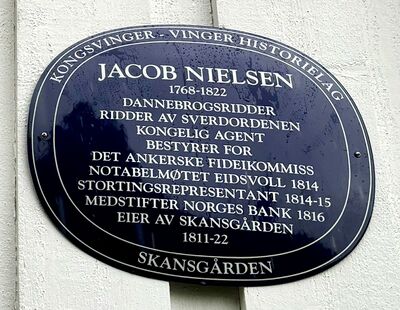 KONGSVINGER - VINGER HISTORIELAG
JACOB NIELSEN
1768-1822
DANNEBROGSRIDDER
RIDDER AV SVERDORDENEN
KONGELIG AGENT
BESTYRER FOR
DET ANKERSKE FIDEIKOMMISS
NOTABELMØTET EIDSVOLL 1814
STORTINGSREPRESENTANT 1814-15
MEDSTIFTER NORGES BANK 1816
EIER AV SKANSGÅRDEN
1811-22
SKANSGÅRDEN